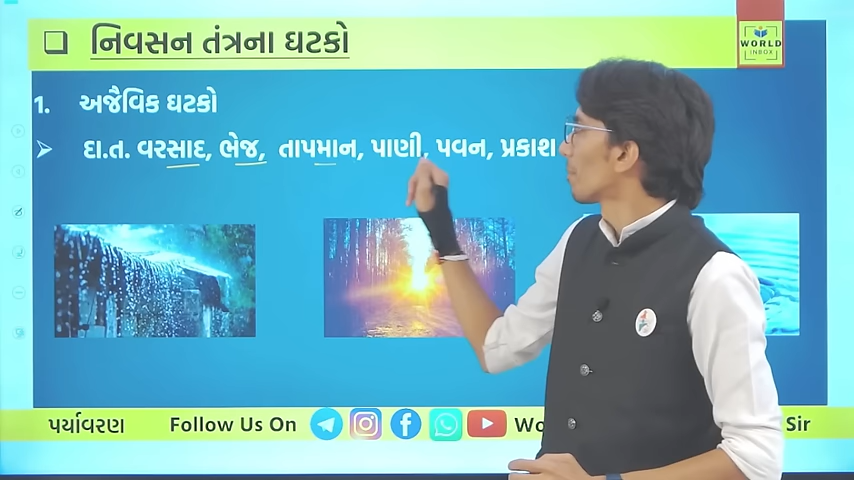 ❑ નિવસન તંત્રના ઘટકો
WORLD
INBOX
1. અજૈવિક ઘટકો
➢ દા.ત. વરસાદ, ભેજ, તાપમાન, પાણી, પવન, પ્રકાશ
પર્યાવરણ Follow Us On Sir